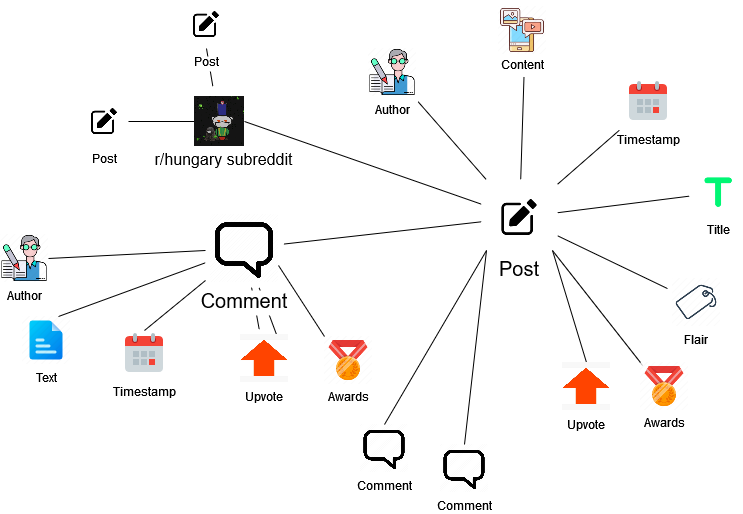 Post
Content
Author
Timestamp
Post
r/hungary subreddit
Title
Post
Author
Comment
Flair
Text
Timestamp
Upvote
Awards
Upvote
Awards
Comment
Comment